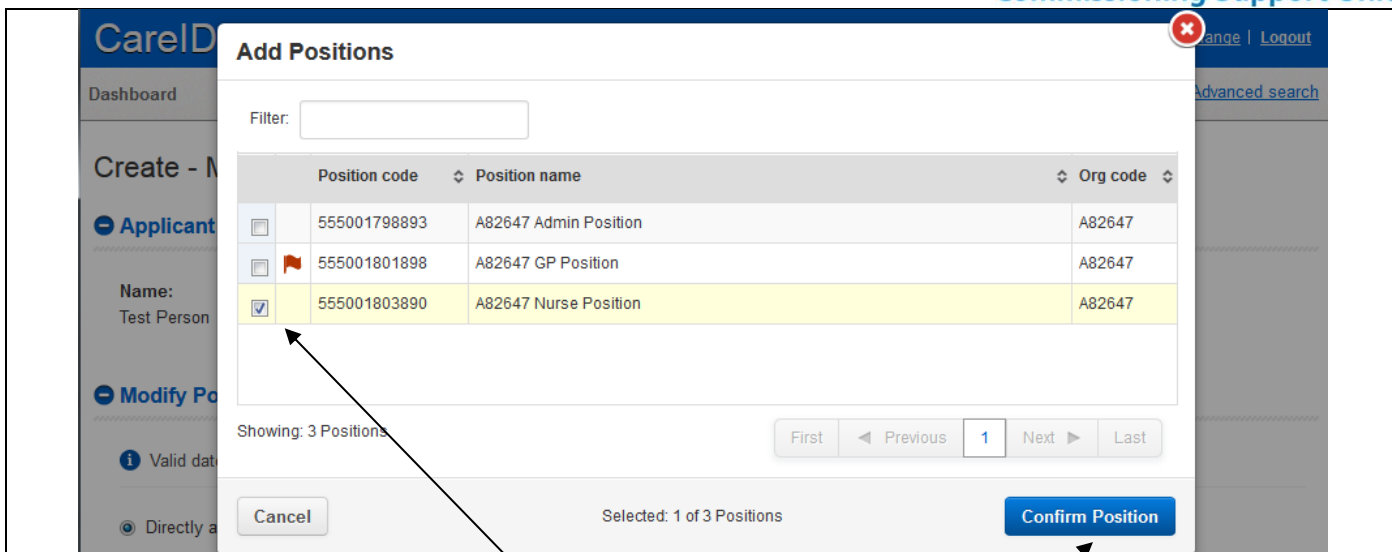 CareID
ange | Logout
Add Positions
Dashboard
Advanced search
Filter:
Create - M
Position code Position name Org code
Applicant
555001798893 A82647 Admin Position A82647
555001801898 A82647 GP Position A82647
Name:
Test Person
555001803890 A82647 Nurse Position A82647
Modify Po
Showing: 3 Positions
First Previous 1 Next Last
Valid dat
Cancel Selected: 1 of 3 Positions Confirm Position
Directly a